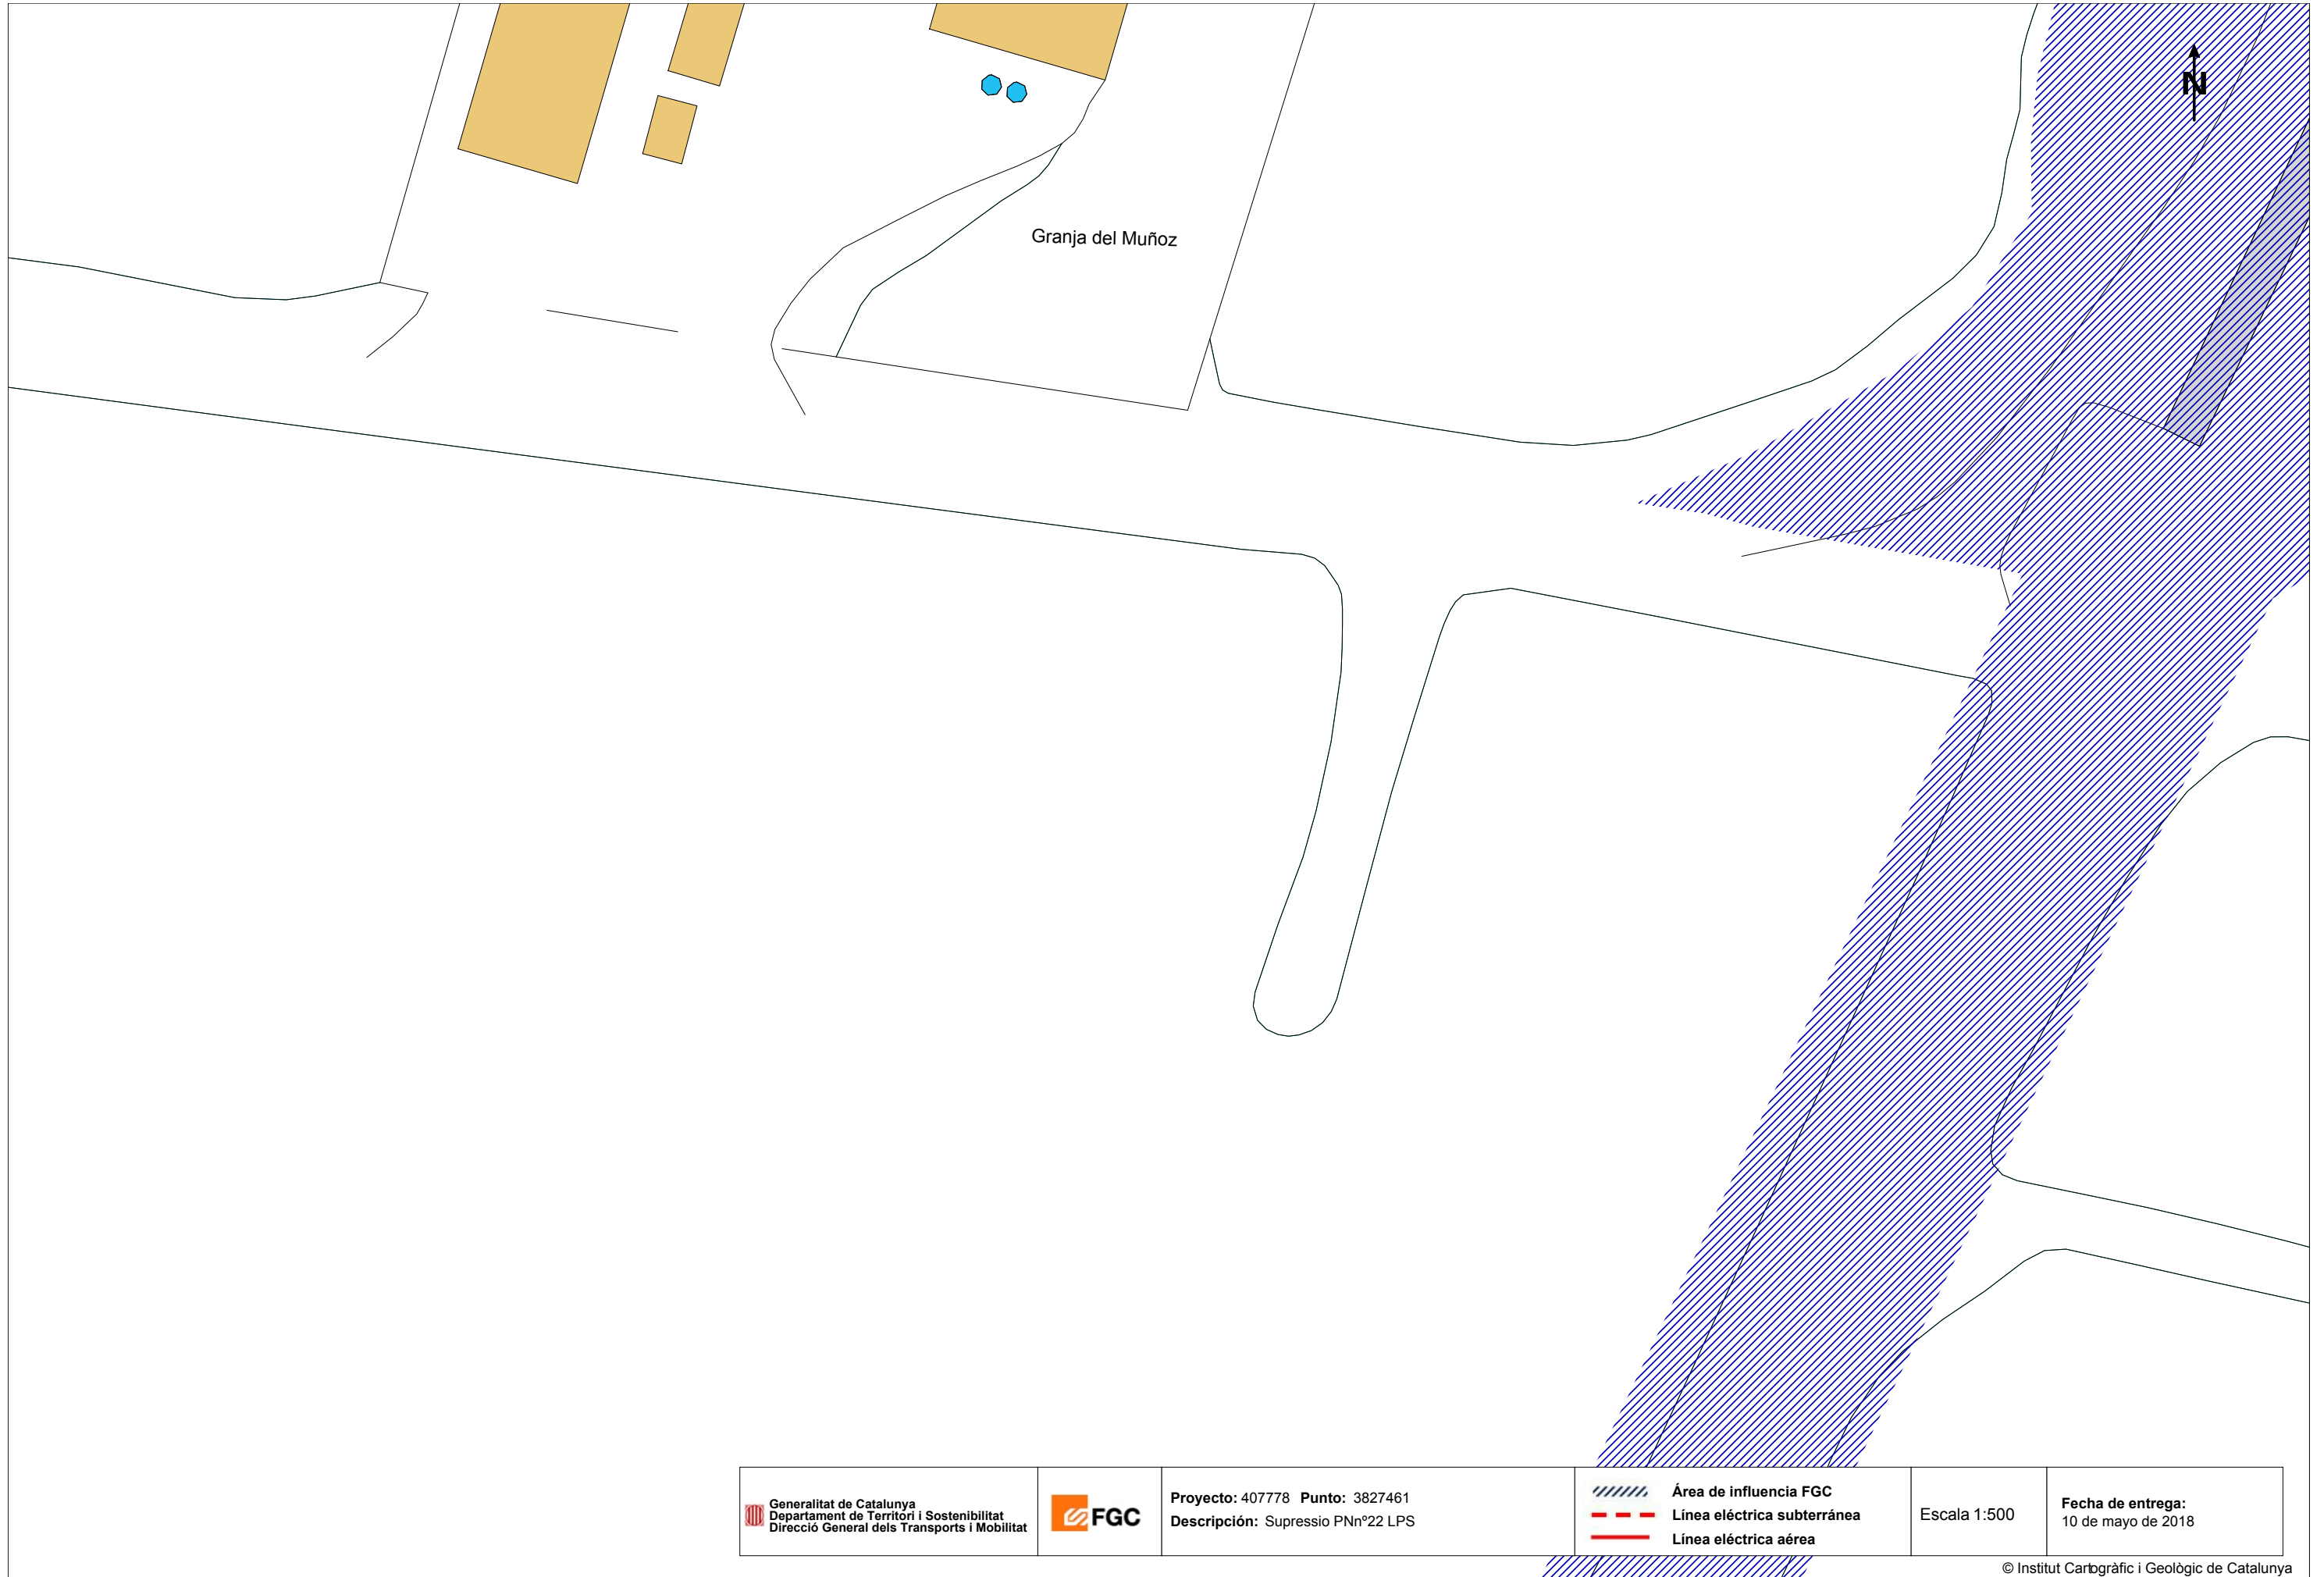 N
Granja del Muñoz
Generalitat de Catalunya
Departament de Territori i Sostenibilitat
Direcció General dels Transports i Mobilitat
FGC
Proyecto: 407778 Punto: 3827461
Descripción: Supressio PNnº22 LPS
Área de influencia FGC
Línea eléctrica subterránea
Línea eléctrica aérea
Escala 1:500
Fecha de entrega:
10 de mayo de 2018
© Institut Cartogràfic i Geològic de Catalunya